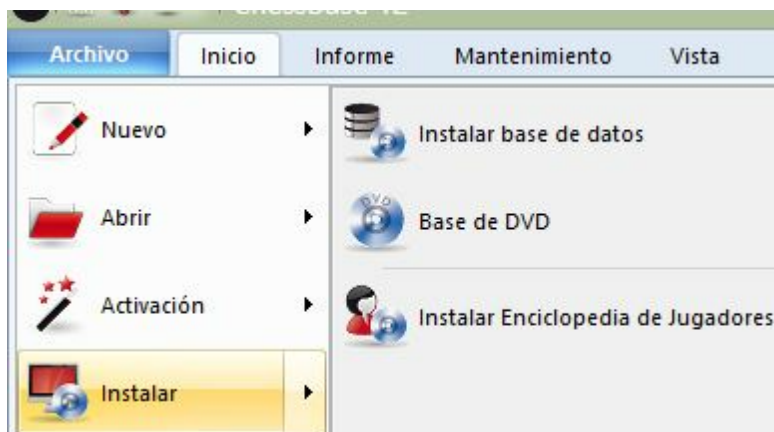 Archivo
Inicio
Informe
Mantenimiento
Vista
Nuevo
Abrir
Activación
Instalar
Instalar base de datos
DVD
Base de DVD
Instalar Enciclopedia de Jugadores